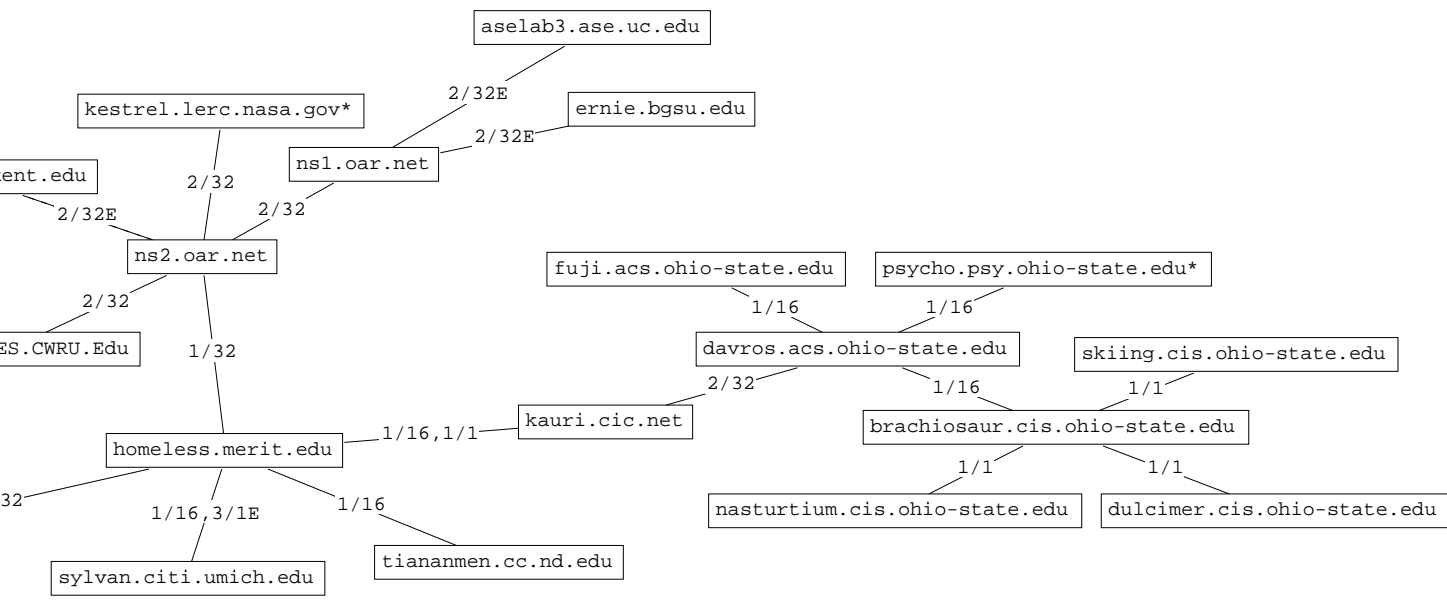 aselab3.ase.uc.edu
2/32E
kestrel.lerc.nasa.gov*
ernie.bgsu.edu
2/32E
ns1.oar.net
ent.edu
2/32
2/32E
2/32
ns2.oar.net
fuji.acs.ohio-state.edu
psycho.psy.ohio-state.edu*
2/32
1/16
1/16
ES.CWRU.Edu
1/32
davros.acs.ohio-state.edu
skiing.cis.ohio-state.edu
2/32
1/16
1/1
kauri.cic.net
brachiosaur.cis.ohio-state.edu
1/16,1/1
homeless.merit.edu
1/1
1/1
32
1/16,3/1E
1/16
nasturtium.cis.ohio-state.edu
dulcimer.cis.ohio-state.edu
tiananmen.cc.nd.edu
sylvan.citi.umich.edu